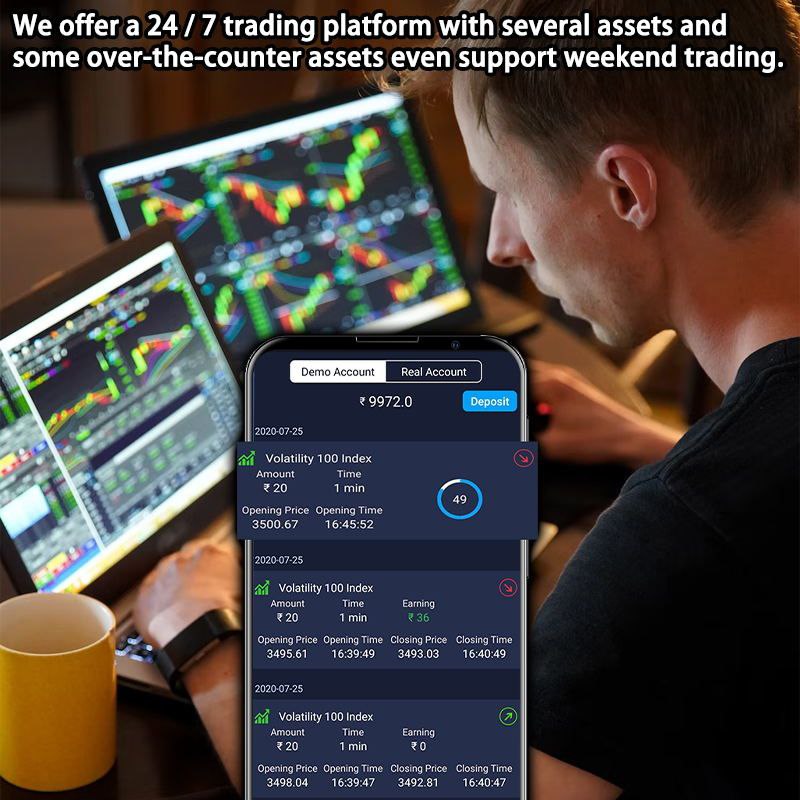 We offer a 24 / 7 trading platform with several assets and
some over-the-counter assets even support weekend trading.
Demo Account Real Account
₹ 9972.0 Deposit
2020-07-25
Volatility 100 Index
Amount Time
₹ 20 1 min
49
Opening Price Opening Time
3500.67 16:45:52
2020-07-25
Volatility 100 Index
Amount Time Earning
₹ 20 1 min ₹ 36
Opening Price Opening Time Closing Price Closing Time
3495.61 16:39:49 3493.03 16:40:49
2020-07-25
Volatility 100 Index
Amount Time Earning
₹ 20 1 min ₹ 0
Opening Price Opening Time Closing Price Closing Time
3498.04 16:39:47 3492.81 16:40:47